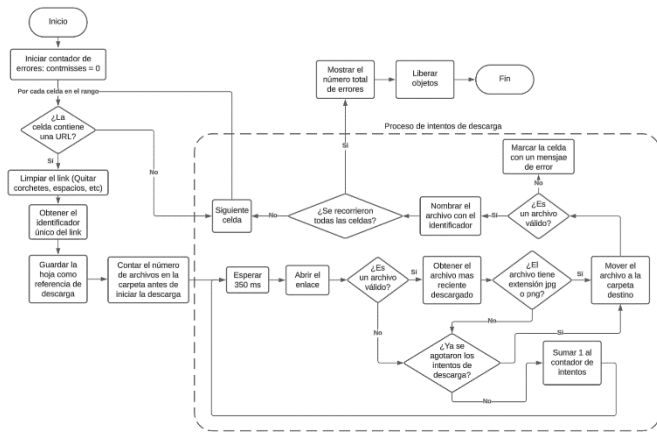 Inicio
Iniciar contador de
errores: contmisses = 0
Por cada celda en el rango
¿La
celda contiene
una URL?
Sí
No
Limpiar el link (Quitar
corchetes, espacios, etc)
Obtener el
identificador
único del link
Guardar la
hoja como
referencia de
descarga
Contar el número
de archivos en la
carpeta antes de
iniciar la descarga
Mostrar el
número total
de errores
Liberar
objetos
Fin
Proceso de intentos de descarga
Sí
Marcar la celda
con un mensjae
de error
No
Siguiente
celda
No
¿Se recorrieron
todas las celdas?
Nombrar el
archivo con el
identificador
Sí
¿Es
un archivo
válido?
Esperar
350 ms
Abrir el
enlace
¿Es
un archivo
válido?
Sí
Obtener el
archivo mas
reciente
descargado
¿El
archivo tiene
extensión jpg
o png?
Sí
Mover el
archivo a la
carpeta
destino
No
No
¿Ya se
agotaron los
intentos de
descarga?
Sí
No
Sumar 1 al
contador de
intentos